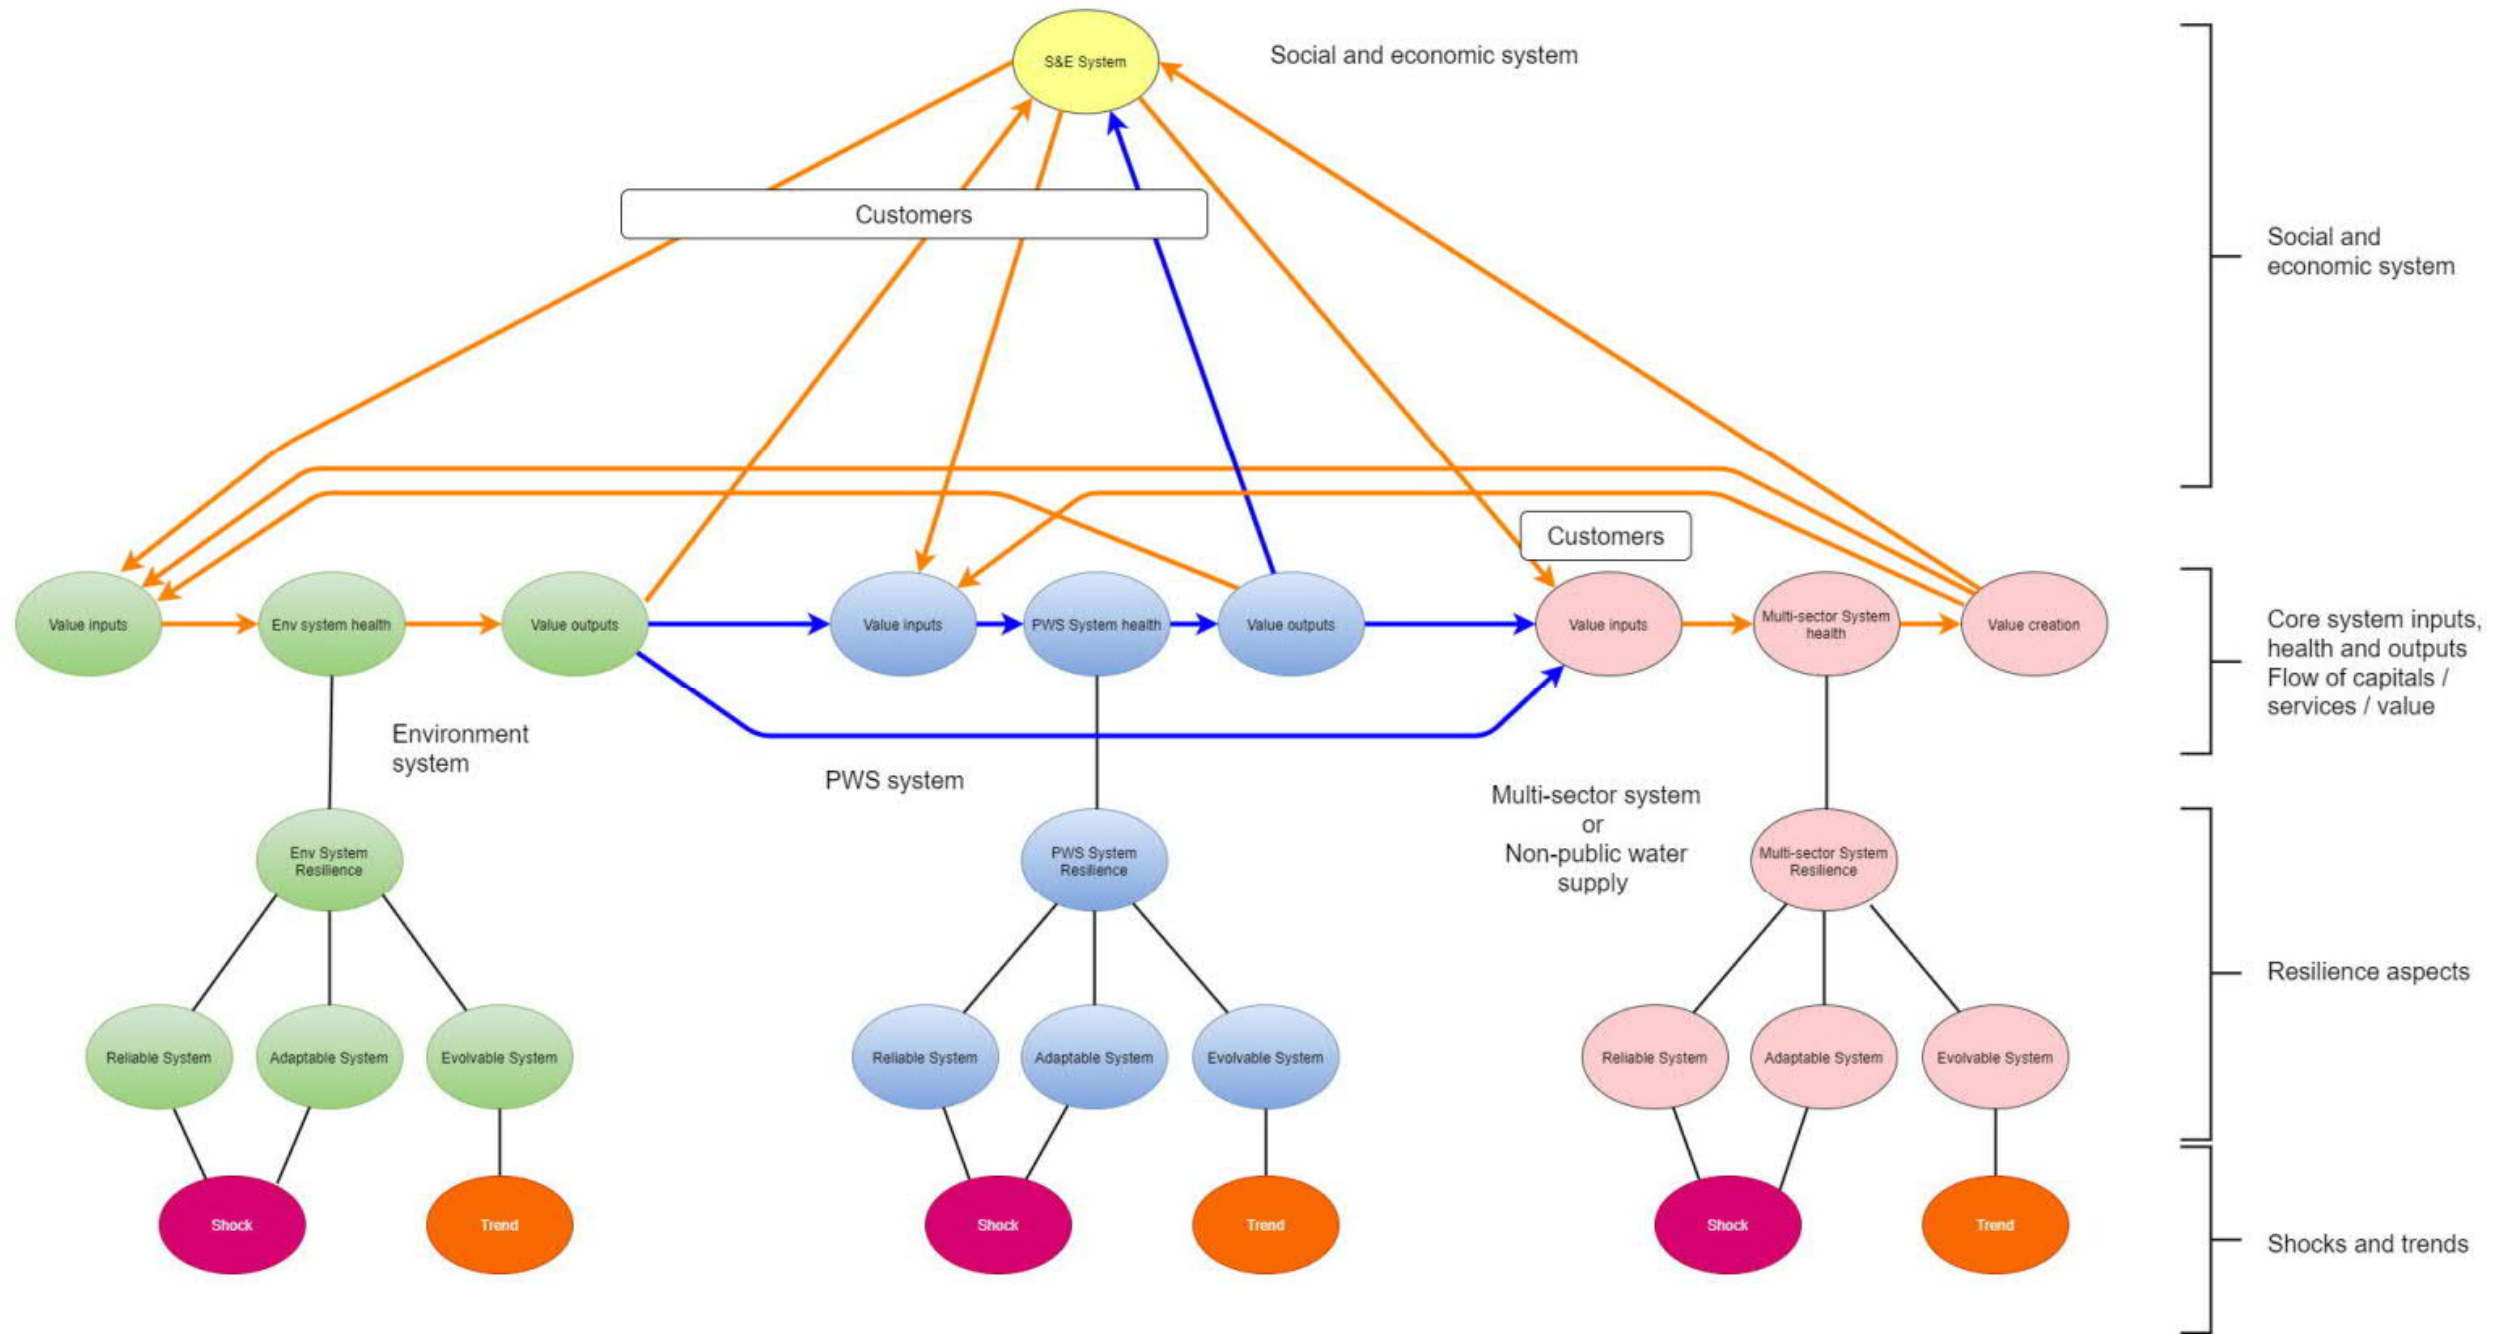 S&E System
Social and economic system
Customers
Social and
economic system
Customers
Value inputs
Env system health
Value outputs
Value inputs
PWS System health
Value outputs
Value inputs
Multi-sector System
health
Value creation
Core system inputs,
health and outputs
Flow of capitals /
services / value
Environment
system
PWS system
Multi-sector system
or
Non-public water
supply
Env System
Resilience
PWS System
Resilience
Multi-sector System
Resilience
Resilience aspects
Reliable System
Adaptable System
Evolvable System
Reliable System
Adaptable System
Evolvable System
Reliable System
Adaptable System
Evolvable System
Shock
Trend
Shock
Trend
Shock
Trend
Shocks and trends